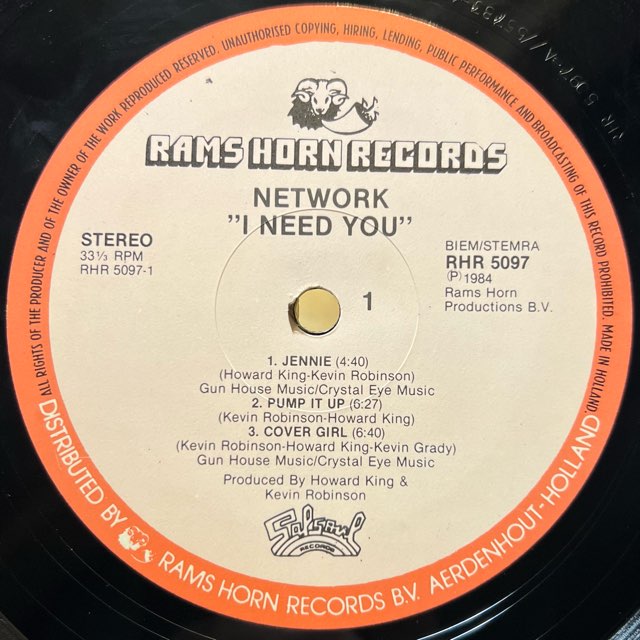 ALL RIGHTS OF THE PRODUCER AND OF THE OWNER OF THE WORK REPRODUCED RESERVED. UNAUTHORISED COPYING, HIRING, LENDING, PUBLIC PERFORMANCE AND BROADCASTING OF THIS RECORD PROHIBITED. MADE IN HOLLAND.
RAMS HORN RECORDS
NETWORK
"I NEED YOU"
STEREO
33⅓ RPM
RHR 5097-1
BIEM/STEMRA
RHR 5097
(P) 1984
Rams Horn
Productions B.V.
1
1. JENNIE (4:40)
(Howard King-Kevin Robinson)
Gun House Music/Crystal Eye Music
2. PUMP IT UP (6:27)
(Kevin Robinson-Howard King)
3. COVER GIRL (6:40)
(Kevin Robinson-Howard King-Kevin Grady)
Gun House Music/Crystal Eye Music
Produced By Howard King &
Kevin Robinson
Salsoul
RECORDS
DISTRIBUTED BY RAMS HORN RECORDS B.V. AERDENHOUT-HOLLAND